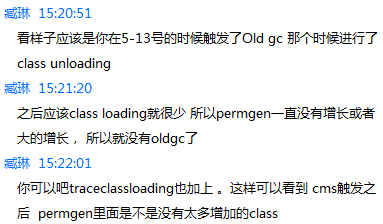 臧琳 15:20:51
看样子应该是你在5-13号的时候触发了Old gc 那个时候进行了
class unloading
臧琳 15:21:20
之后应该class loading就很少 所以permgen一直没有增长或者
大的增长 ，所以就没有oldgc了
臧琳 15:22:01
你可以吧traceclassloading也加上 。这样可以看到 cms触发之
后 permgen里面是不是没有太多增加的class